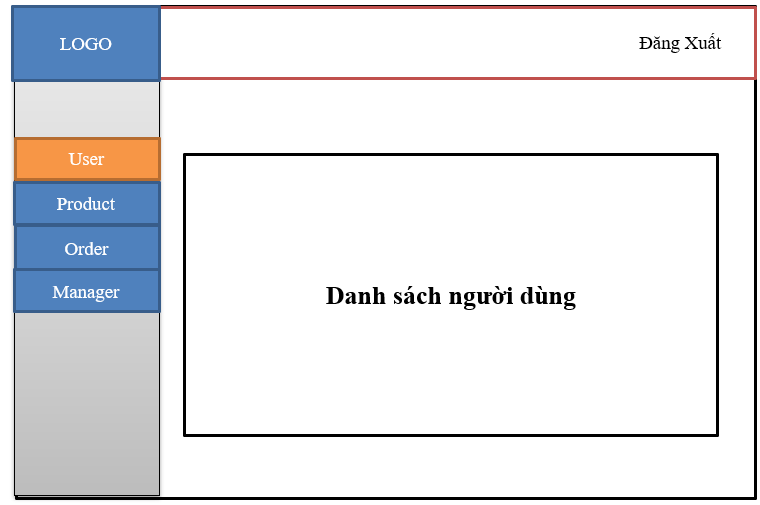 LOGO
Đăng Xuất
User
Product
Order
Manager
Danh sách người dùng